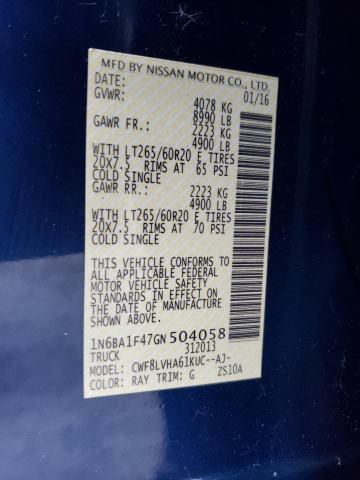 MFD BY NISSAN MOTOR CO., LTD.
DATE: 01/16
GVWR: 4078 KG
8990 LB
GAWR FR.: 2223 KG
4900 LB
WITH LT265/60R20 E TIRES
20X7.5 RIMS AT 65 PSI
COLD SINGLE
GAWR RR.: 2223 KG
4900 LB
WITH LT265/60R20 E TIRES
20X7.5 RIMS AT 70 PSI
COLD SINGLE
THIS VEHICLE CONFORMS
TO ALL APPLICABLE FEDERAL
MOTOR VEHICLE SAFETY
STANDARDS IN EFFECT ON
THE DATE OF MANUFACTURE
SHOWN ABOVE.
1N6BA1F47GN504058
TRUCK 312013
MODEL: CWF8LVHA61KUC--AJ-
COLOR: RAY TRIM: G ZS10A